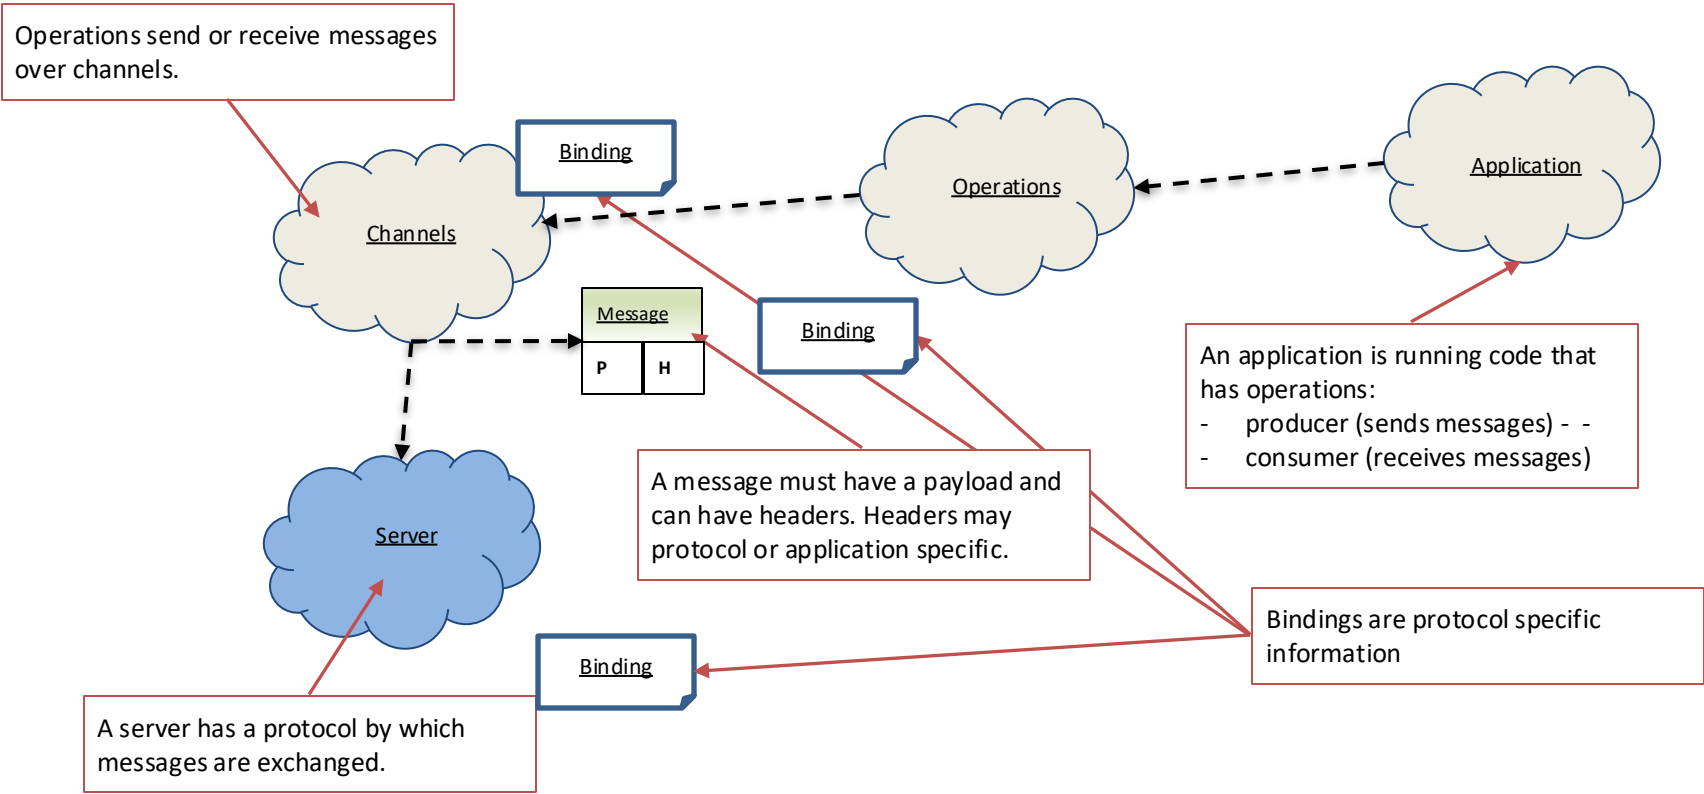 Operations send or receive messages
over channels.
Binding
Operations
Application
Channels
Message
P H
Binding
An application is running code that
has operations:
- producer (sends messages) - -
- consumer (receives messages)
A message must have a payload and
can have headers. Headers may
protocol or application specific.
Server
Bindings are protocol specific
information
Binding
A server has a protocol by which
messages are exchanged.